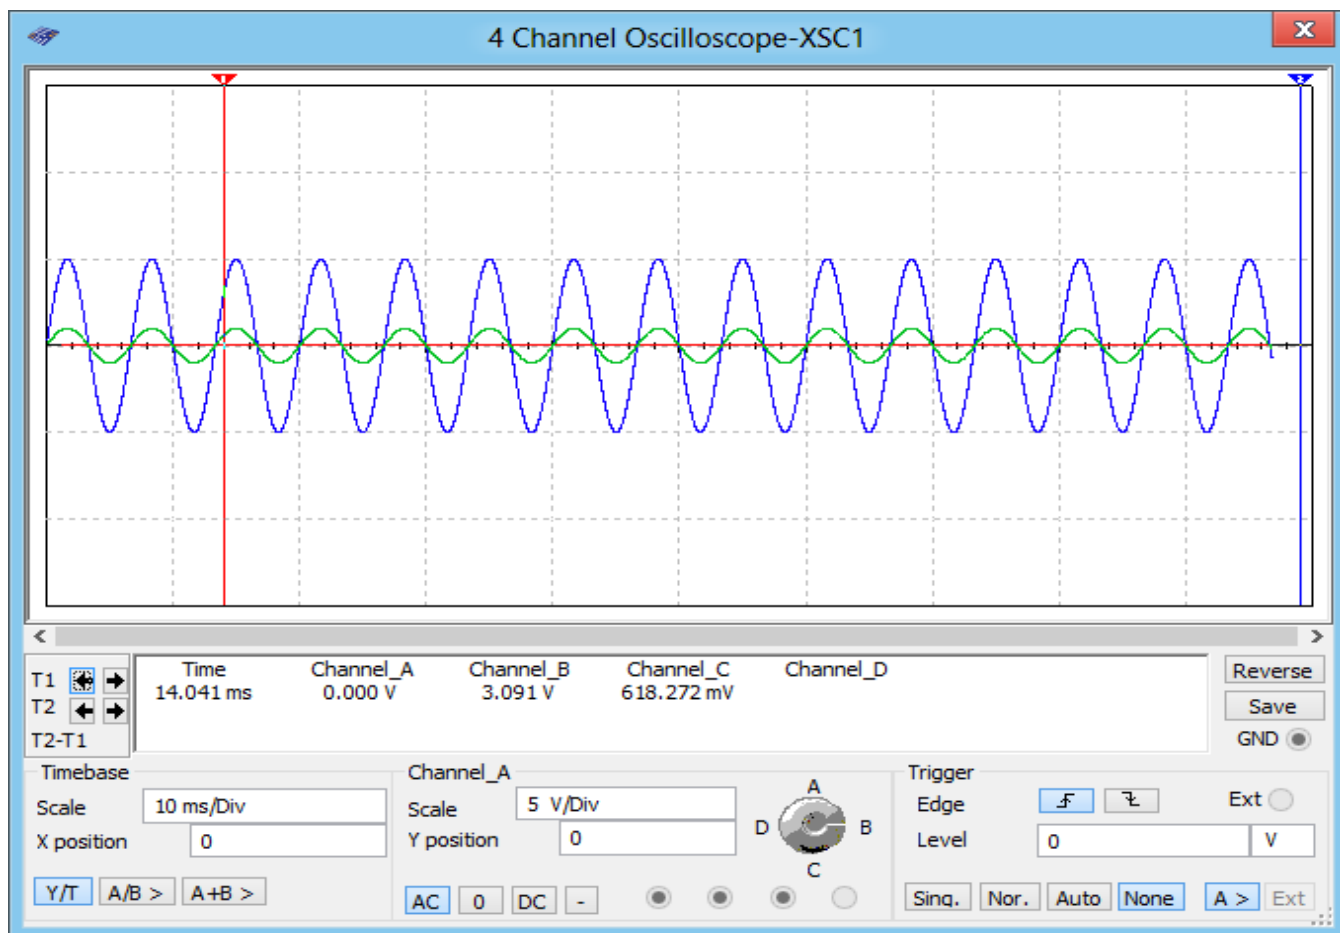 4 Channel Oscilloscope-XSC1
x
1
2
Time Channel_A Channel_B Channel_C Channel_D
T1 14.041 ms 0.000 V 3.091 V 618.272 mV
T2
T2-T1
Reverse
Save
GND
Timebase
Scale 10 ms/Div
X position 0
Y/T A/B > A+B >
Channel_A
Scale 5 V/Div
Y position 0
AC 0 DC -
A
D B
C
Trigger
Edge Ext
Level 0 V
Sing. Nor. Auto None A > Ext